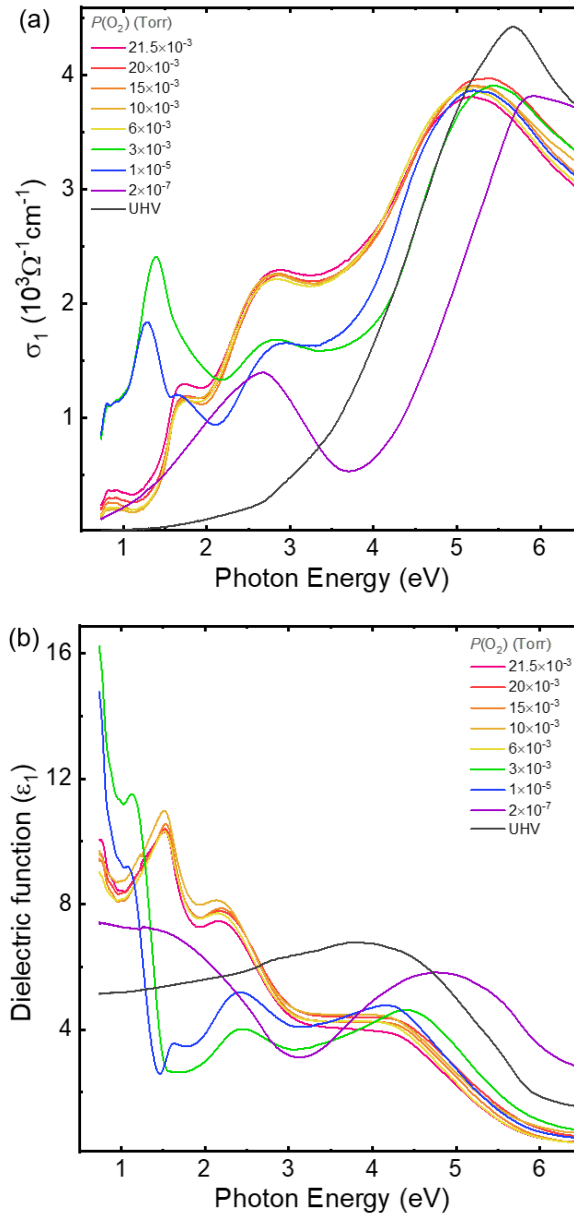 (a)
P(O₂) (Torr)
21.5×10⁻³
20×10⁻³
15×10⁻³
10×10⁻³
6×10⁻³
3×10⁻³
1×10⁻⁵
2×10⁻⁷
UHV
4
3
2
1
σ₁ (10³Ω⁻¹cm⁻¹)
1 2 3 4 5 6
Photon Energy (eV)
(b)
P(O₂) (Torr)
21.5×10⁻³
20×10⁻³
15×10⁻³
10×10⁻³
6×10⁻³
3×10⁻³
1×10⁻⁵
2×10⁻⁷
UHV
16
12
8
4
Dielectric function (ε₁)
1 2 3 4 5 6
Photon Energy (eV)